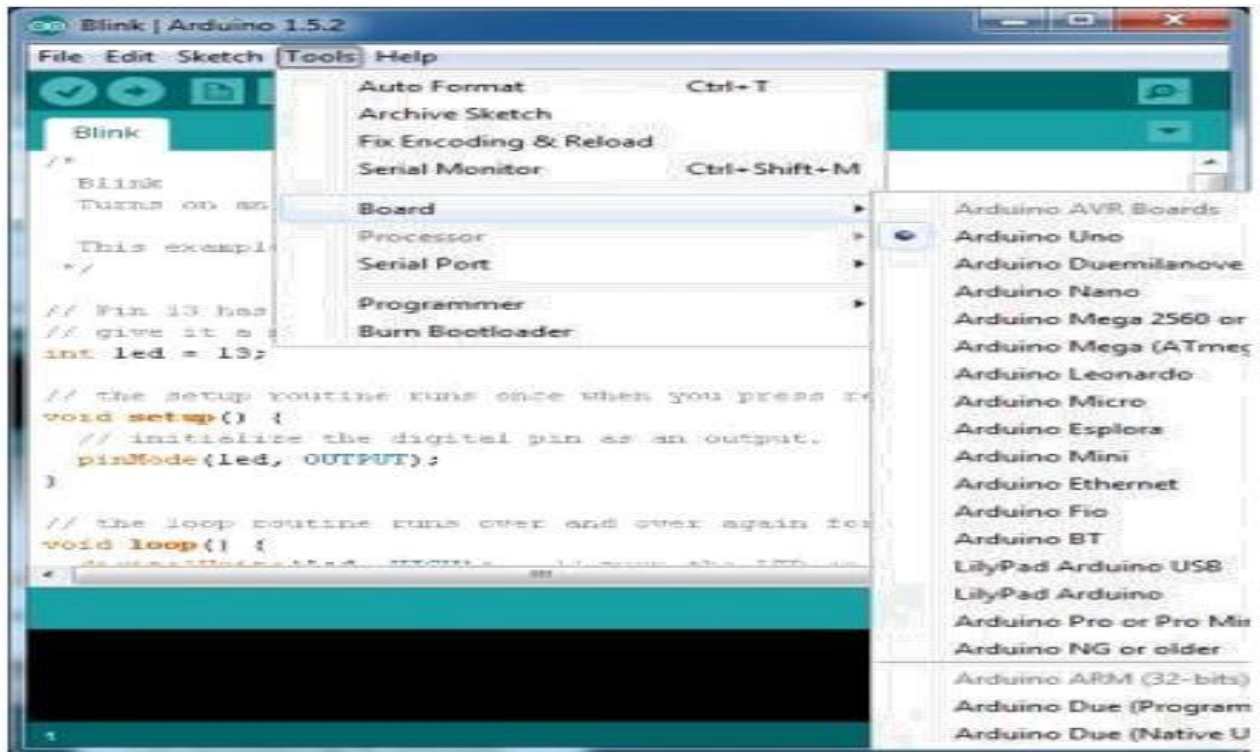 Blink | Arduino 1.5.2
File Edit Sketch Tools Help
Auto Format Ctrl+T
Archive Sketch
Fix Encoding & Reload
Serial Monitor Ctrl+Shift+M
Board
Processor
Serial Port
Programmer
Burn Bootloader
Arduino AVR Boards
Arduino Uno
Arduino Duemilanove
Arduino Nano
Arduino Mega 2560 or
Arduino Mega (ATmeg
Arduino Leonardo
Arduino Micro
Arduino Esplora
Arduino Mini
Arduino Ethernet
Arduino Fio
Arduino BT
LilyPad Arduino USB
LilyPad Arduino
Arduino Pro or Pro Min
Arduino NG or older
Arduino ARM (32-bits)
Arduino Due (Program
Arduino Due (Native U
Blink
/*
Blink
Turns on an
This exampl
*/
// Pin 13 has
// give it a
int led = 13;
// the setup routine runs once when you press re
void setup() {
// initialize the digital pin as an output.
pinMode(led, OUTPUT);
}
// the loop routine runs over and over again for
void loop() {
1